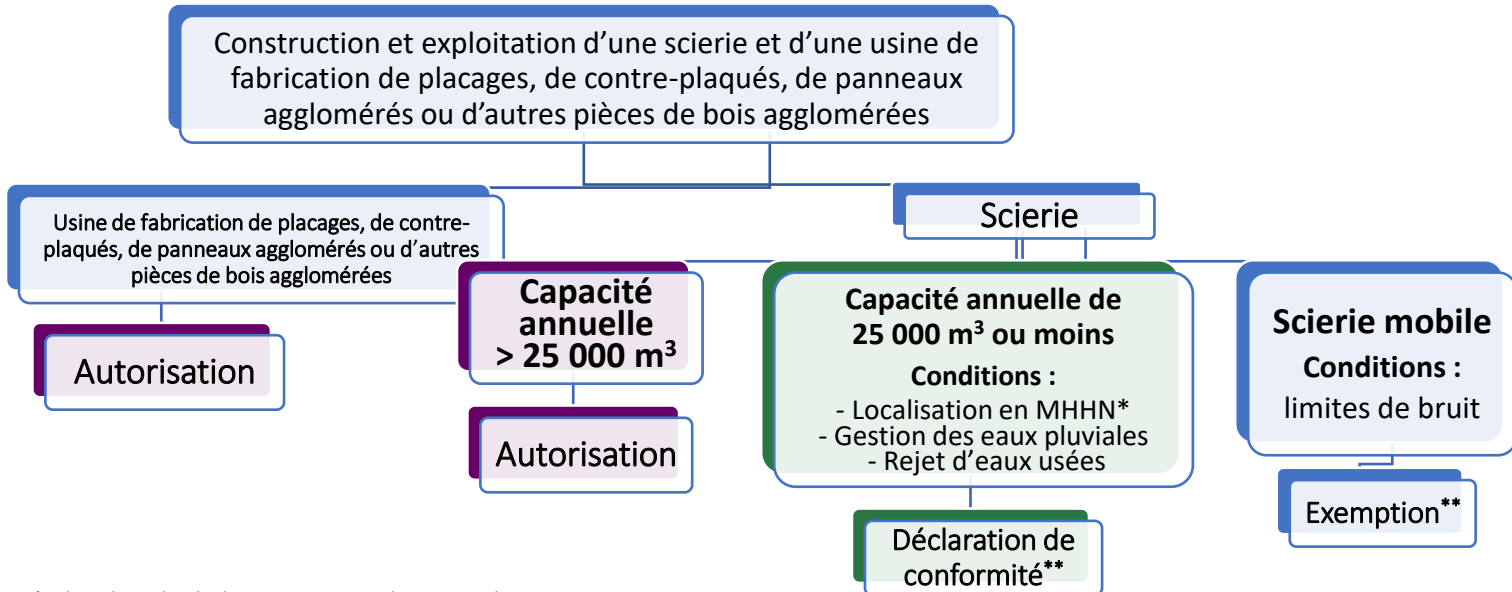 Construction et exploitation d’une scierie et d’une usine de
fabrication de placages, de contre-plaqués, de panneaux
agglomérés ou d’autres pièces de bois agglomérées
Usine de fabrication de placages, de contre-
plaqués, de panneaux agglomérés ou d’autres
pièces de bois agglomérées
Autorisation
Scierie
Capacité
annuelle
> 25 000 m³
Autorisation
Capacité annuelle de
25 000 m³ ou moins
Conditions :
- Localisation en MHHN*
- Gestion des eaux pluviales
- Rejet d’eaux usées
Déclaration de
conformité**
Scierie mobile
Conditions :
limites de bruit
Exemption**